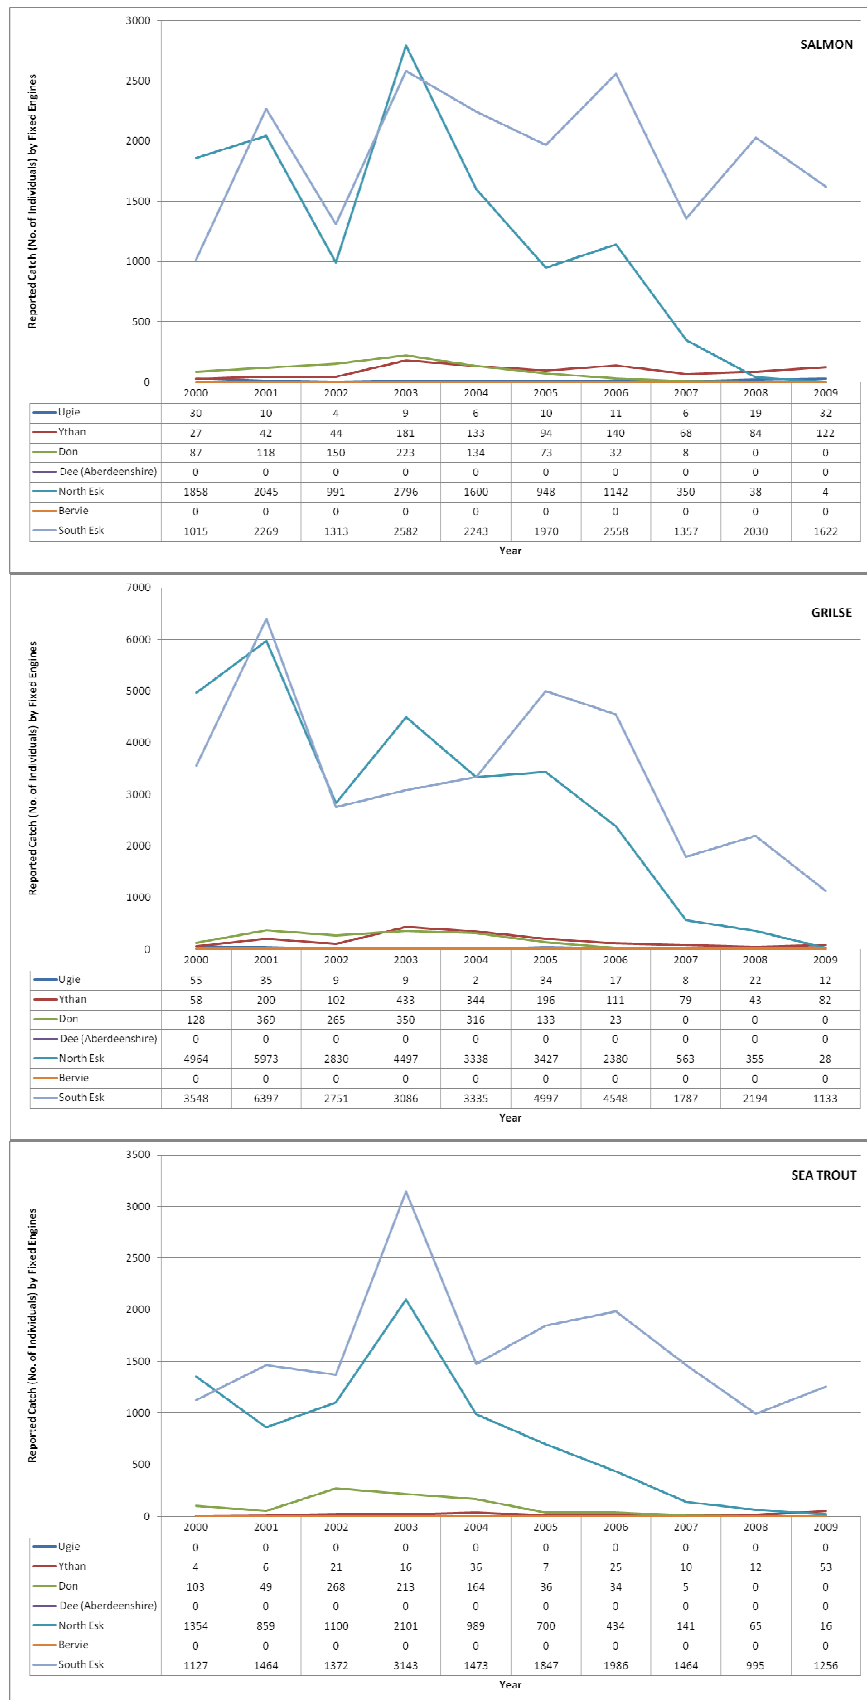 SALMON
Reported Catch (No. of Individuals) by Fixed Engines
3000
2500
2000
1500
1000
500
0
2000 2001 2002 2003 2004 2005 2006 2007 2008 2009
Ugie 30 10 4 9 6 10 11 6 19 32
Ythan 27 42 44 181 133 94 140 68 84 122
Don 87 118 150 223 134 73 32 8 0 0
Dee (Aberdeenshire) 0 0 0 0 0 0 0 0 0 0
North Esk 1858 2045 991 2796 1600 948 1142 350 38 4
Bervie 0 0 0 0 0 0 0 0 0 0
South Esk 1015 2269 1313 2582 2243 1970 2558 1357 2030 1622
Year
GRILSE
Reported Catch (No. of Individuals) by Fixed Engines
7000
6000
5000
4000
3000
2000
1000
0
2000 2001 2002 2003 2004 2005 2006 2007 2008 2009
Ugie 55 35 9 9 2 34 17 8 22 12
Ythan 58 200 102 433 344 196 111 79 43 82
Don 128 369 265 350 316 133 23 0 0 0
Dee (Aberdeenshire) 0 0 0 0 0 0 0 0 0 0
North Esk 4964 5973 2830 4497 3338 3427 2380 563 355 28
Bervie 0 0 0 0 0 0 0 0 0 0
South Esk 3548 6397 2751 3086 3335 4997 4548 1787 2194 1133
Year
SEA TROUT
Reported Catch (No. of Individuals) by Fixed Engines
3500
3000
2500
2000
1500
1000
500
0
2000 2001 2002 2003 2004 2005 2006 2007 2008 2009
Ugie 0 0 0 0 0 0 0 0 0 0
Ythan 4 6 21 16 36 7 25 10 12 53
Don 103 49 268 213 164 36 34 5 0 0
Dee (Aberdeenshire) 0 0 0 0 0 0 0 0 0 0
North Esk 1354 859 1100 2101 989 700 434 141 65 16
Bervie 0 0 0 0 0 0 0 0 0 0
South Esk 1127 1464 1372 3143 1473 1847 1986 1464 995 1256
Year